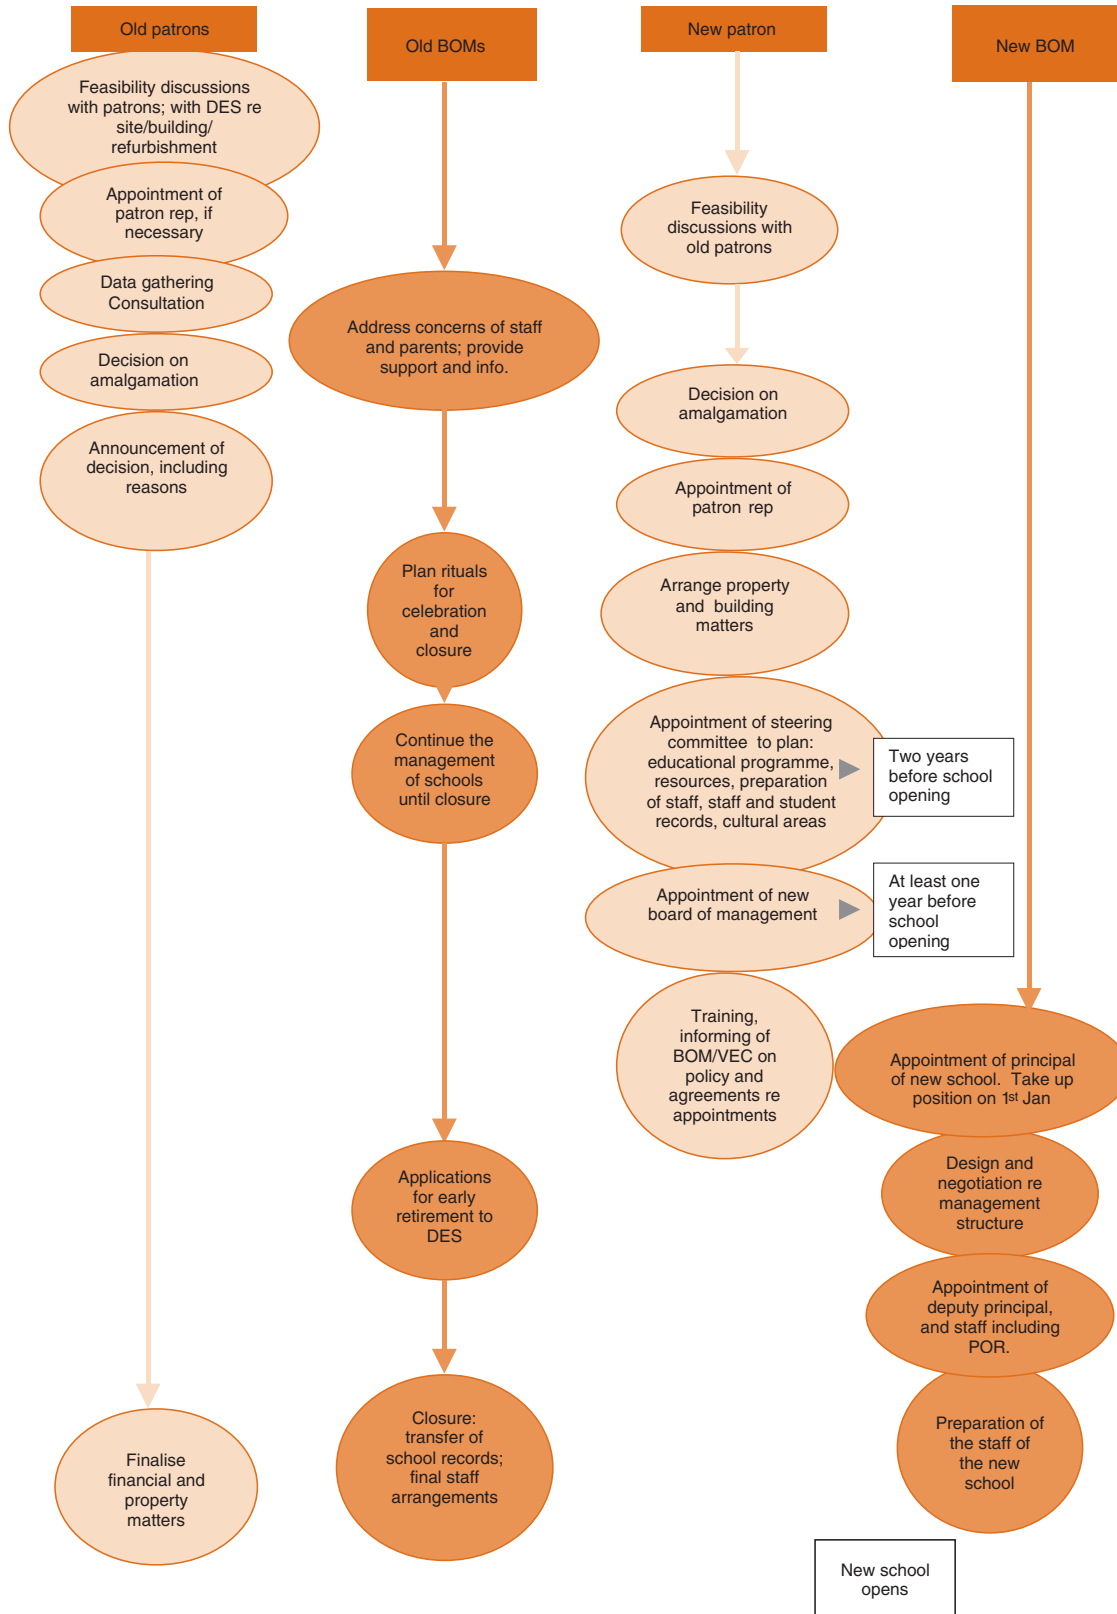 Old patrons
Feasibility discussions
with patrons; with DES re
site/building/
refurbishment
Appointment of
patron rep, if
necessary
Data gathering
Consultation
Decision on
amalgamation
Announcement of
decision, including
reasons
Finalise
financial and
property
matters
Old BOMs
Address concerns of staff
and parents; provide
support and info.
Plan rituals
for
celebration
and
closure
Continue the
management
of schools
until closure
Applications
for early
retirement to
DES
Closure:
transfer of
school records;
final staff
arrangements
New patron
Feasibility
discussions with
old patrons
Decision on
amalgamation
Appointment of
patron rep
Arrange property
and building
matters
Appointment of steering
committee to plan:
educational programme,
resources, preparation
of staff, staff and student
records, cultural areas
Two years
before school
opening
Appointment of new
board of management
At least one
year before
school
opening
Training,
informing of
BOM/VEC on
policy and
agreements re
appointments
New BOM
Appointment of principal
of new school. Take up
position on 1st Jan
Design and
negotiation re
management
structure
Appointment of
deputy principal,
and staff including
POR.
Preparation of
the staff of
the new
school
New school
opens